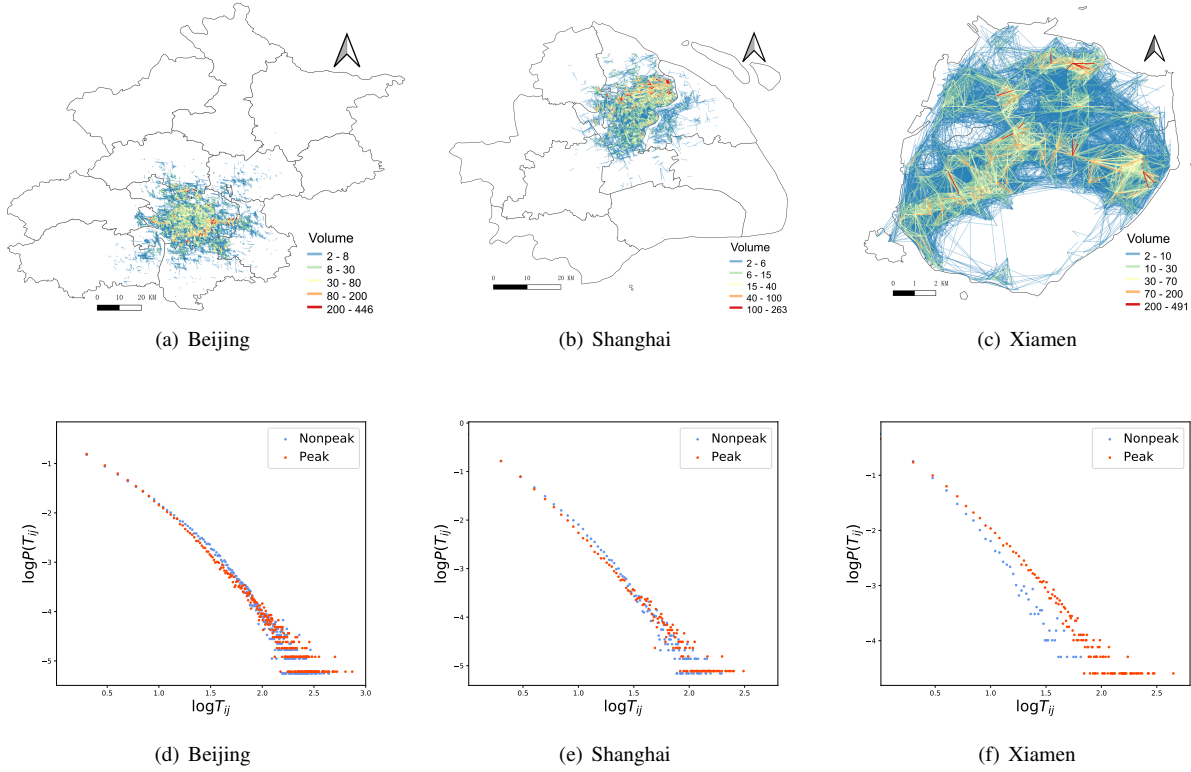 Volume
2 - 8
8 - 30
30 - 80
80 - 200
200 - 446
0 10 20 KM
(a) Beijing
Volume
2 - 6
6 - 15
15 - 40
40 - 100
100 - 263
0 10 20 KM
(b) Shanghai
Volume
2 - 10
10 - 30
30 - 70
70 - 200
200 - 491
0 1 2 KM
(c) Xiamen
Nonpeak
Peak
logP(Tij)
−1
−2
−3
−4
−5
0.5 1.0 1.5 2.0 2.5 3.0
logTij
(d) Beijing
Nonpeak
Peak
logP(Tij)
0
−1
−2
−3
−4
−5
0.5 1.0 1.5 2.0 2.5
logTij
(e) Shanghai
Nonpeak
Peak
logP(Tij)
−1
−2
−3
−4
0.5 1.0 1.5 2.0 2.5
logTij
(f) Xiamen